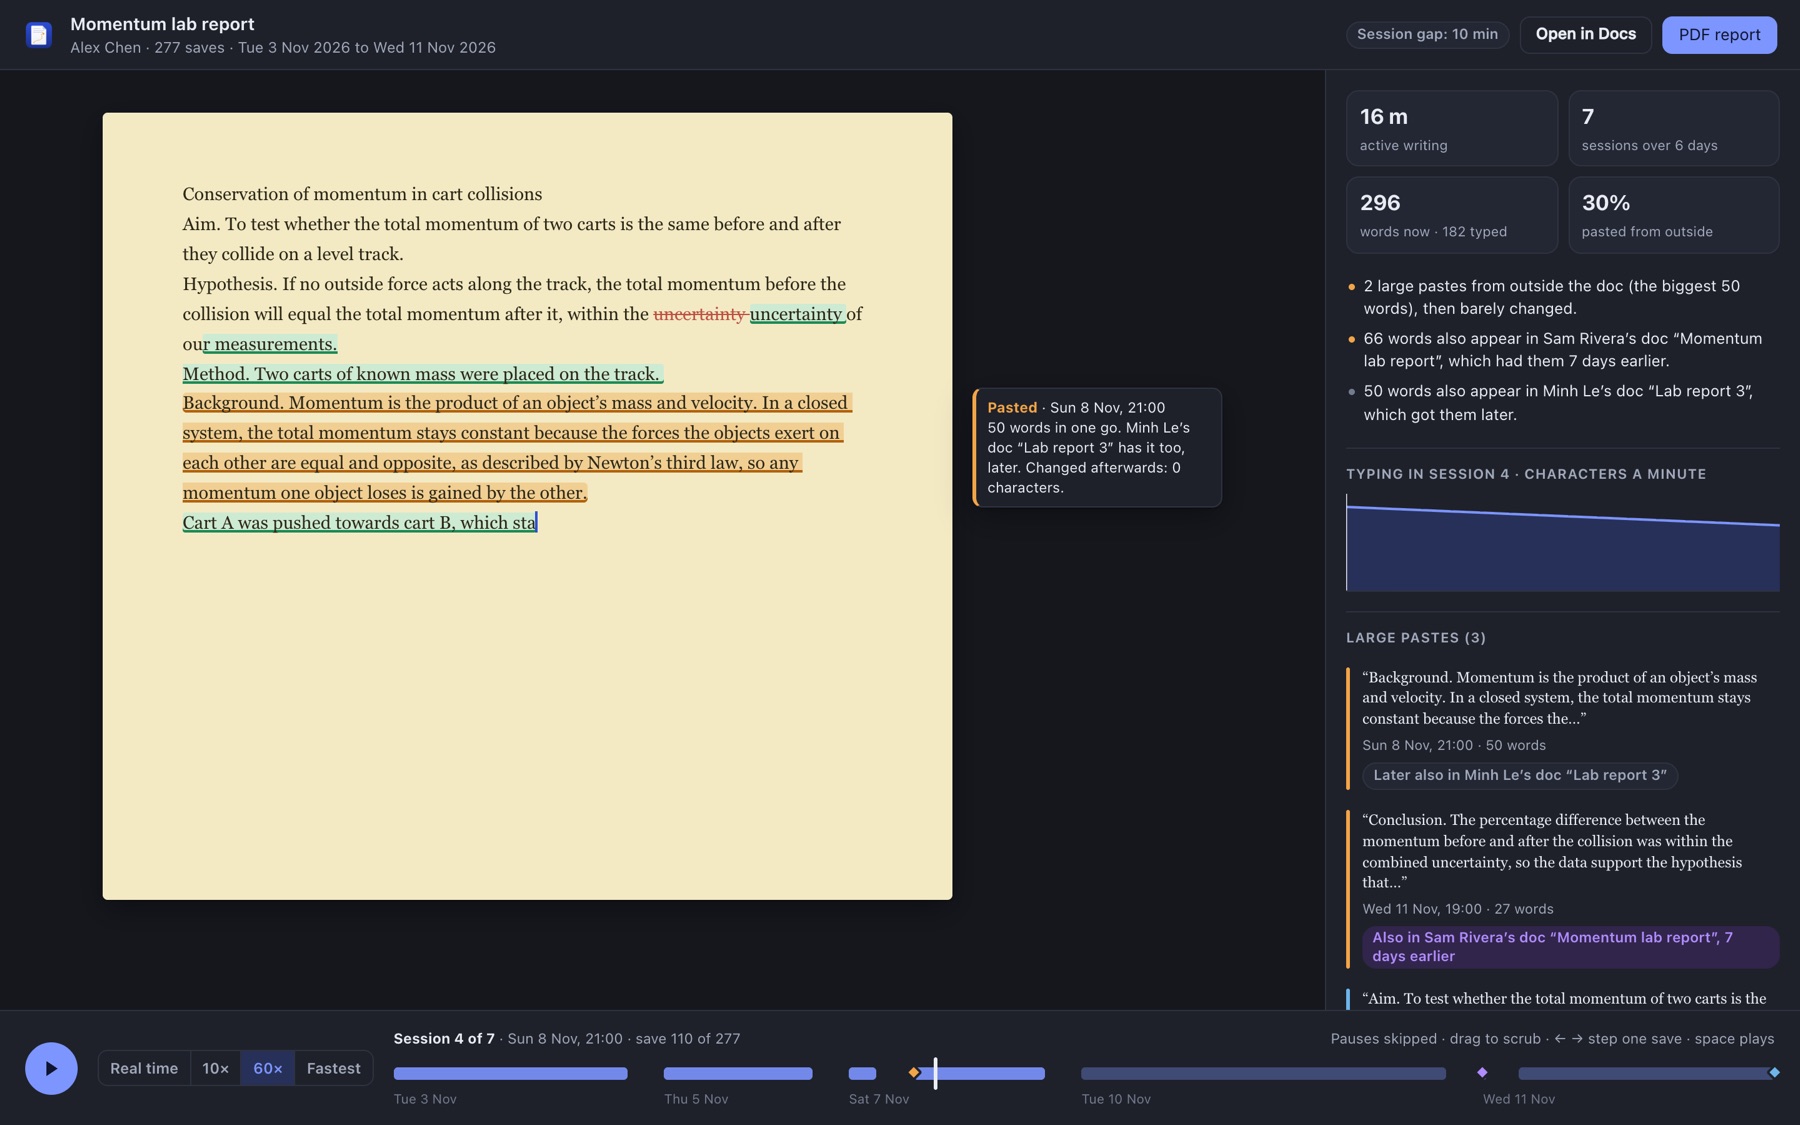 Momentum lab report
Alex Chen · 277 saves · Tue 3 Nov 2026 to Wed 11 Nov 2026
Session gap: 10 min
Open in Docs
PDF report
Conservation of momentum in cart collisions
Aim. To test whether the total momentum of two carts is the same before and after
they collide on a level track.
Hypothesis. If no outside force acts along the track, the total momentum before the
collision will equal the total momentum after it, within the uncertainty uncertainty of
our measurements.
Method. Two carts of known mass were placed on the track.
Background. Momentum is the product of an object’s mass and velocity. In a closed
system, the total momentum stays constant because the forces the objects exert on
each other are equal and opposite, as described by Newton’s third law, so any
momentum one object loses is gained by the other.
Cart A was pushed towards cart B, which sta
Pasted · Sun 8 Nov, 21:00
50 words in one go. Minh Le’s
doc “Lab report 3” has it too,
later. Changed afterwards: 0
characters.
16 m
active writing
7
sessions over 6 days
296
words now · 182 typed
30%
pasted from outside
2 large pastes from outside the doc (the biggest 50
words), then barely changed.
66 words also appear in Sam Rivera’s doc “Momentum
lab report”, which had them 7 days earlier.
50 words also appear in Minh Le’s doc “Lab report 3”,
which got them later.
TYPING IN SESSION 4 · CHARACTERS A MINUTE
LARGE PASTES (3)
“Background. Momentum is the product of an object’s mass
and velocity. In a closed system, the total momentum stays
constant because the forces the…”
Sun 8 Nov, 21:00 · 50 words
Later also in Minh Le’s doc “Lab report 3”
“Conclusion. The percentage difference between the
momentum before and after the collision was within the
combined uncertainty, so the data support the hypothesis
that…”
Wed 11 Nov, 19:00 · 27 words
Also in Sam Rivera’s doc “Momentum lab report”, 7
days earlier
“Aim. To test whether the total momentum of two carts is the
Real time
10×
60×
Fastest
Session 4 of 7 · Sun 8 Nov, 21:00 · save 110 of 277
Pauses skipped · drag to scrub · ← → step one save · space plays
Tue 3 Nov
Thu 5 Nov
Sat 7 Nov
Tue 10 Nov
Wed 11 Nov